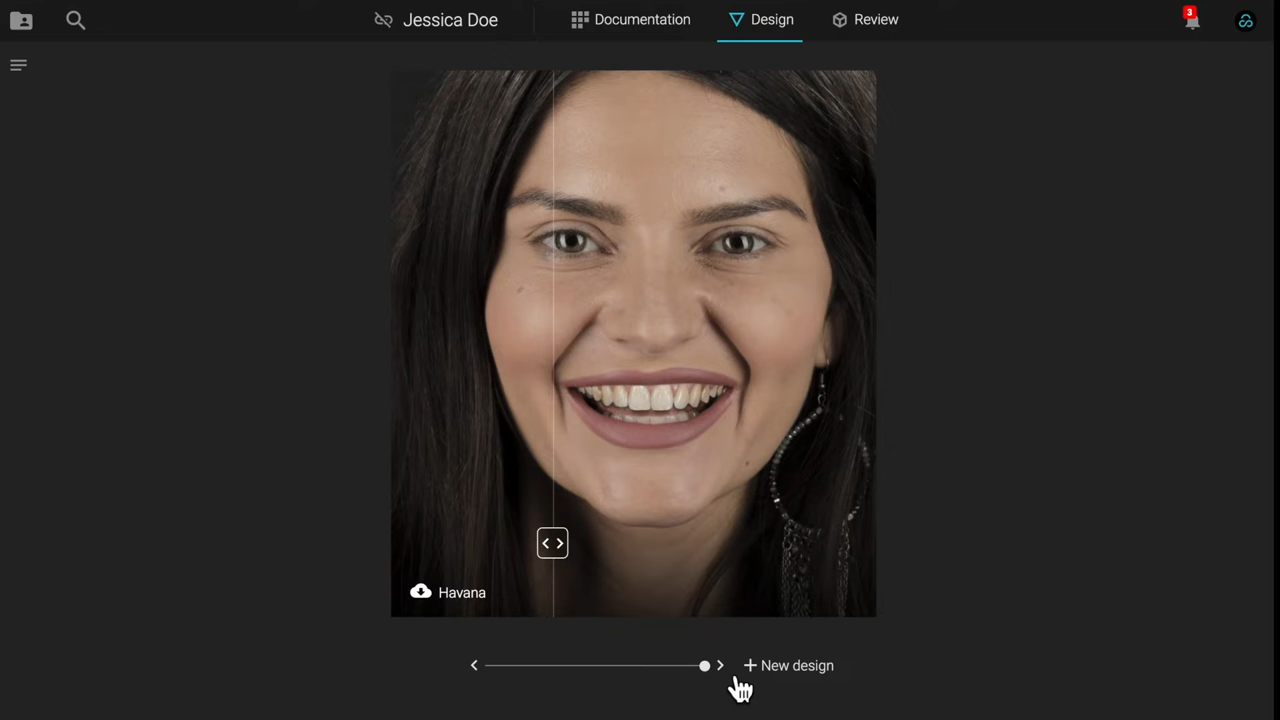 Jessica Doe
Documentation
Design
Review
3
Havana
New design